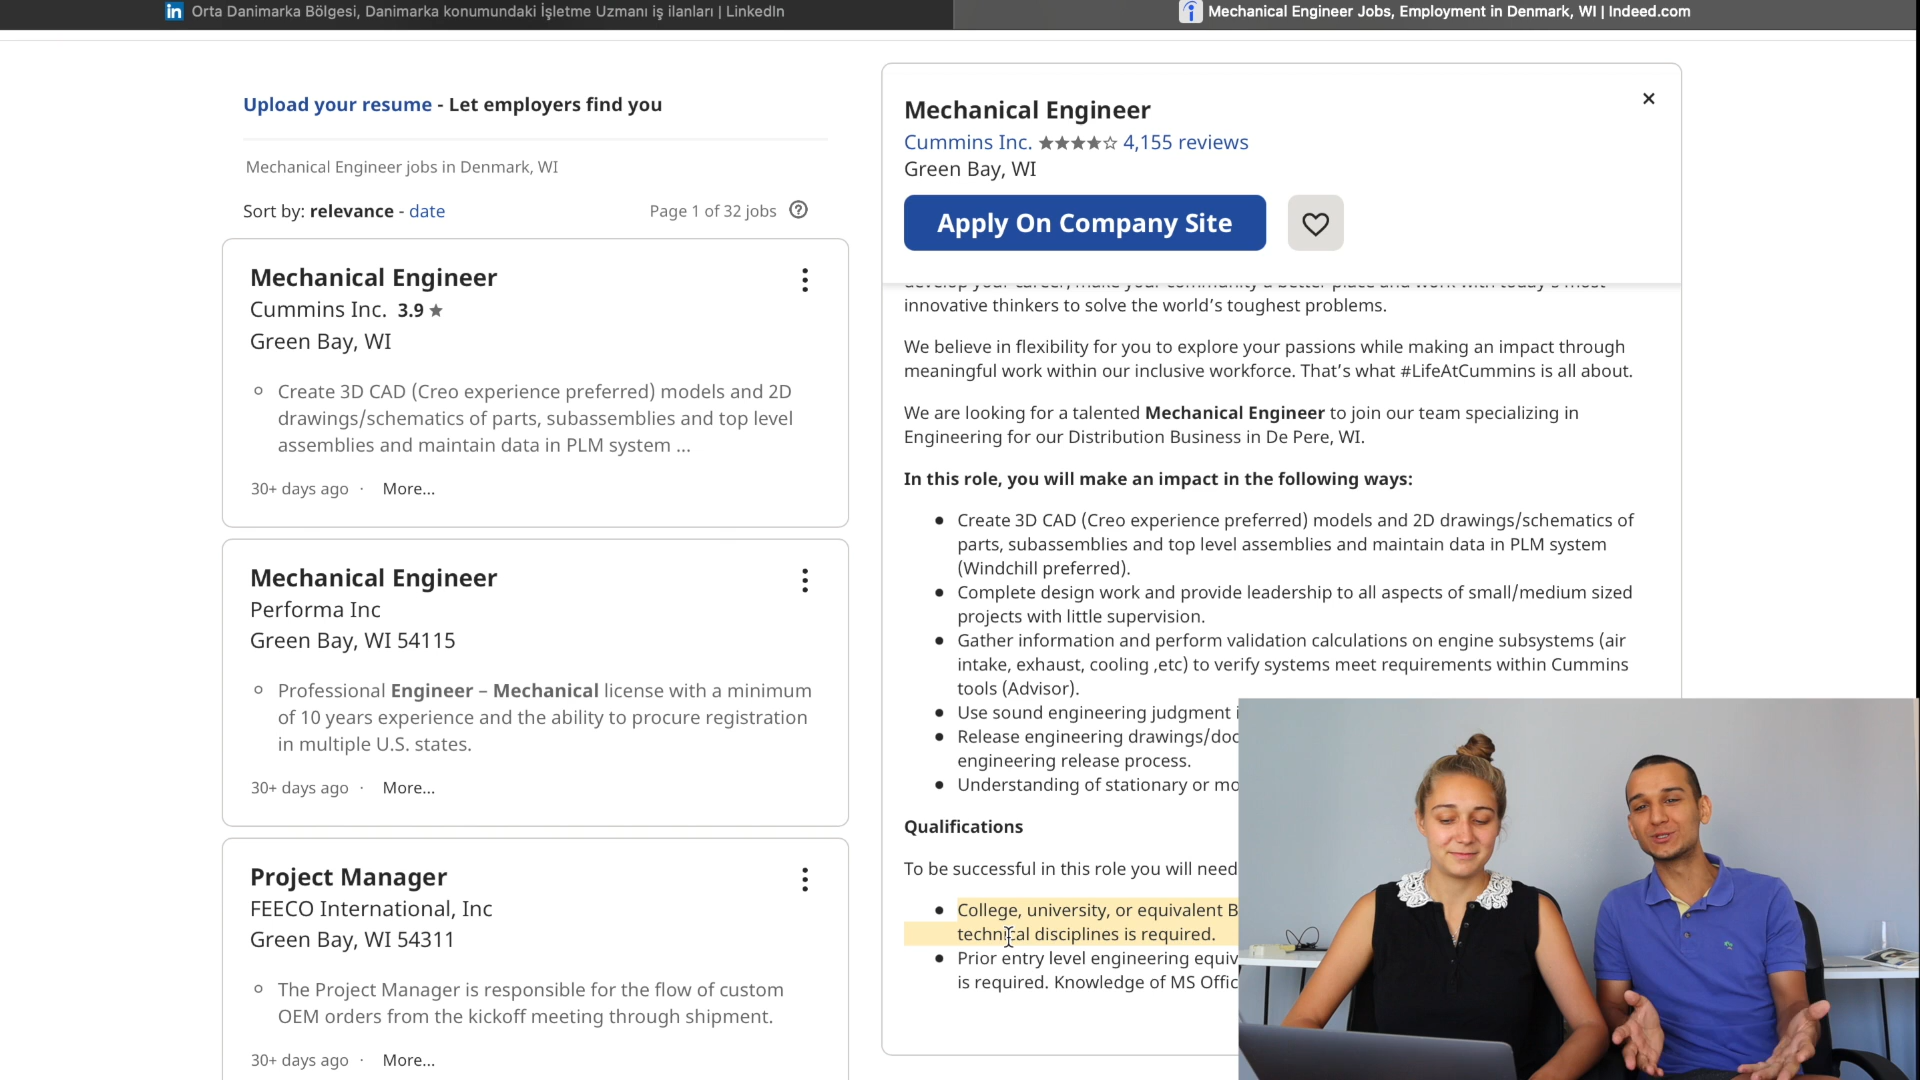 in Orta Danimarka Bölgesi, Danimarka konumundaki İşletme Uzmanı iş ilanları | LinkedIn
Mechanical Engineer Jobs, Employment in Denmark, WI | Indeed.com
Upload your resume - Let employers find you
Mechanical Engineer jobs in Denmark, WI
Sort by: relevance - date
Page 1 of 32 jobs ?
Mechanical Engineer
Cummins Inc. 3.9 ★
Green Bay, WI
Create 3D CAD (Creo experience preferred) models and 2D
drawings/schematics of parts, subassemblies and top level
assemblies and maintain data in PLM system ...
30+ days ago · More...
Mechanical Engineer
Performa Inc
Green Bay, WI 54115
Professional Engineer – Mechanical license with a minimum
of 10 years experience and the ability to procure registration
in multiple U.S. states.
30+ days ago · More...
Project Manager
FEECO International, Inc
Green Bay, WI 54311
The Project Manager is responsible for the flow of custom
OEM orders from the kickoff meeting through shipment.
30+ days ago · More...
Mechanical Engineer
Cummins Inc. ★★★★☆ 4,155 reviews
Green Bay, WI
Apply On Company Site
develop your career, make your community a better place and work with today's most
innovative thinkers to solve the world's toughest problems.
We believe in flexibility for you to explore your passions while making an impact through
meaningful work within our inclusive workforce. That's what #LifeAtCummins is all about.
We are looking for a talented Mechanical Engineer to join our team specializing in
Engineering for our Distribution Business in De Pere, WI.
In this role, you will make an impact in the following ways:
Create 3D CAD (Creo experience preferred) models and 2D drawings/schematics of
parts, subassemblies and top level assemblies and maintain data in PLM system
(Windchill preferred).
Complete design work and provide leadership to all aspects of small/medium sized
projects with little supervision.
Gather information and perform validation calculations on engine subsystems (air
intake, exhaust, cooling ,etc) to verify systems meet requirements within Cummins
tools (Advisor).
Use sound engineering judgment
Release engineering drawings/doc
engineering release process.
Understanding of stationary or mo
Qualifications
To be successful in this role you will need
College, university, or equivalent B
technical disciplines is required.
Prior entry level engineering equiv
is required. Knowledge of MS Offic